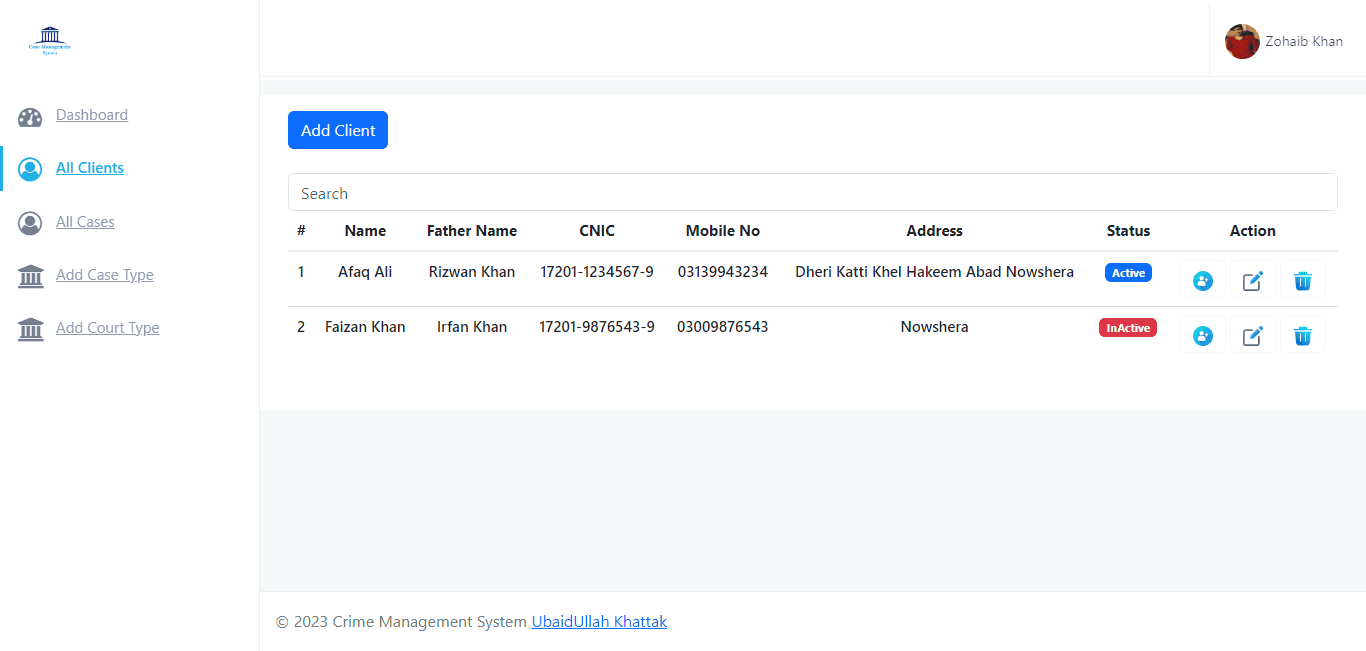 Case Management
System
Zohaib Khan
Dashboard
All Clients
All Cases
Add Case Type
Add Court Type
Add Client
Search
# Name Father Name CNIC Mobile No Address Status Action
1 Afaq Ali Rizwan Khan 17201-1234567-9 03139943234 Dheri Katti Khel Hakeem Abad Nowshera Active
2 Faizan Khan Irfan Khan 17201-9876543-9 03009876543 Nowshera InActive
© 2023 Crime Management System UbaidUllah Khattak